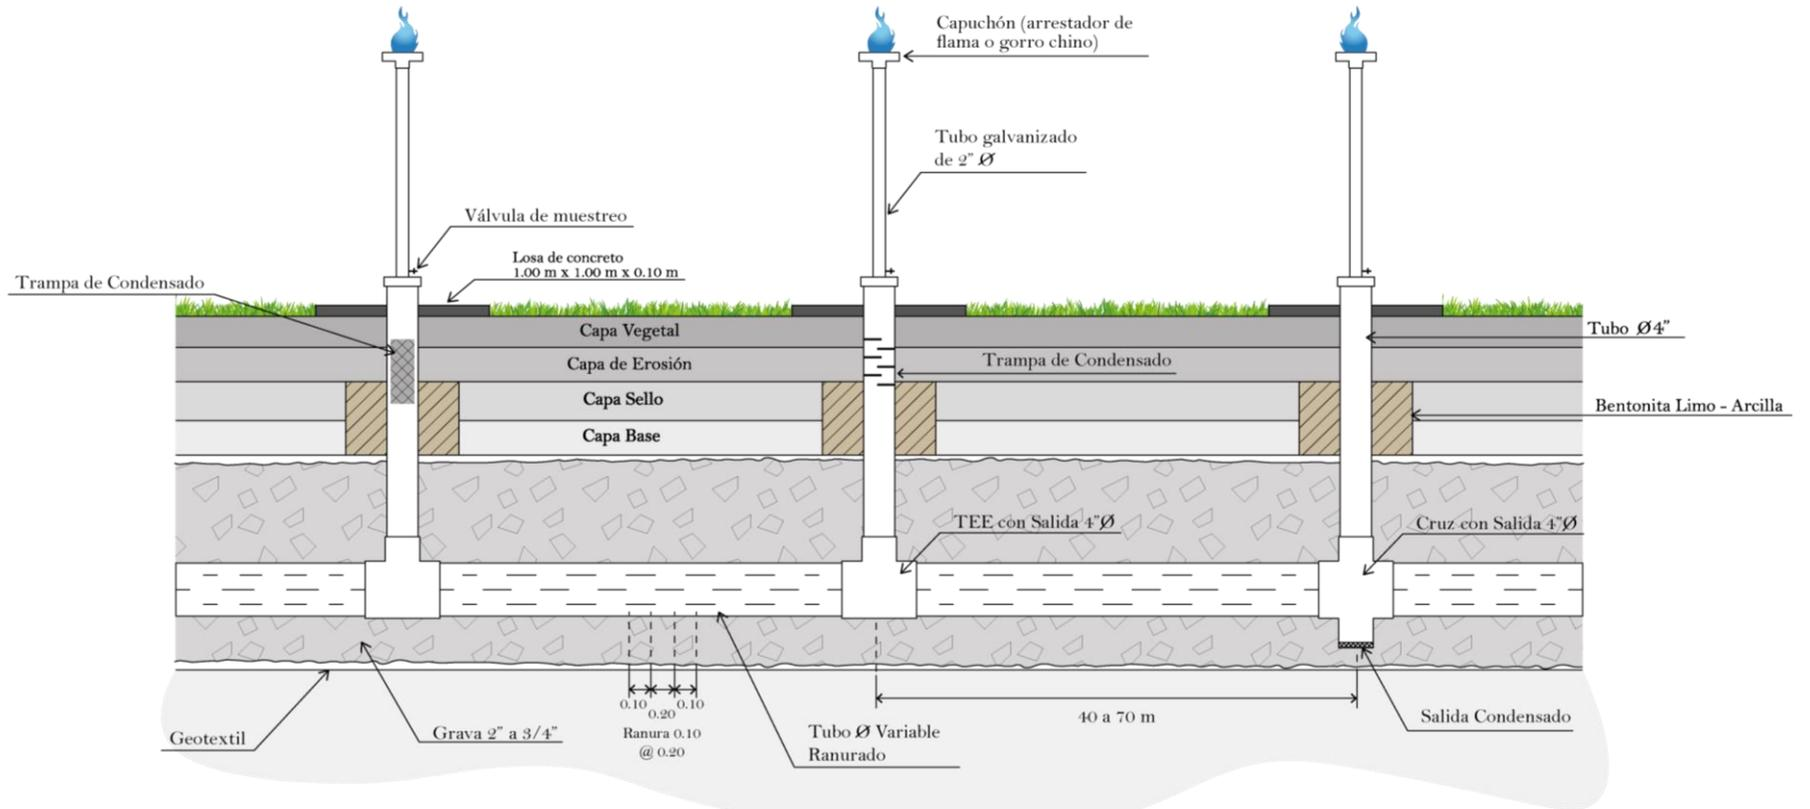 Capuchón (arrestador de
flama o gorro chino)
Tubo galvanizado
de 2” Ø
Válvula de muestreo
Losa de concreto
1.00 m x 1.00 m x 0.10 m
Trampa de Condensado
Capa Vegetal
Tubo Ø4”
Capa de Erosión
Trampa de Condensado
Capa Sello
Bentonita Limo - Arcilla
Capa Base
TEE con Salida 4”Ø
Cruz con Salida 4”Ø
0.10
0.20
0.10
Ranura 0.10
@ 0.20
40 a 70 m
Salida Condensado
Geotextil
Grava 2” a 3/4”
Tubo Ø Variable
Ranurado